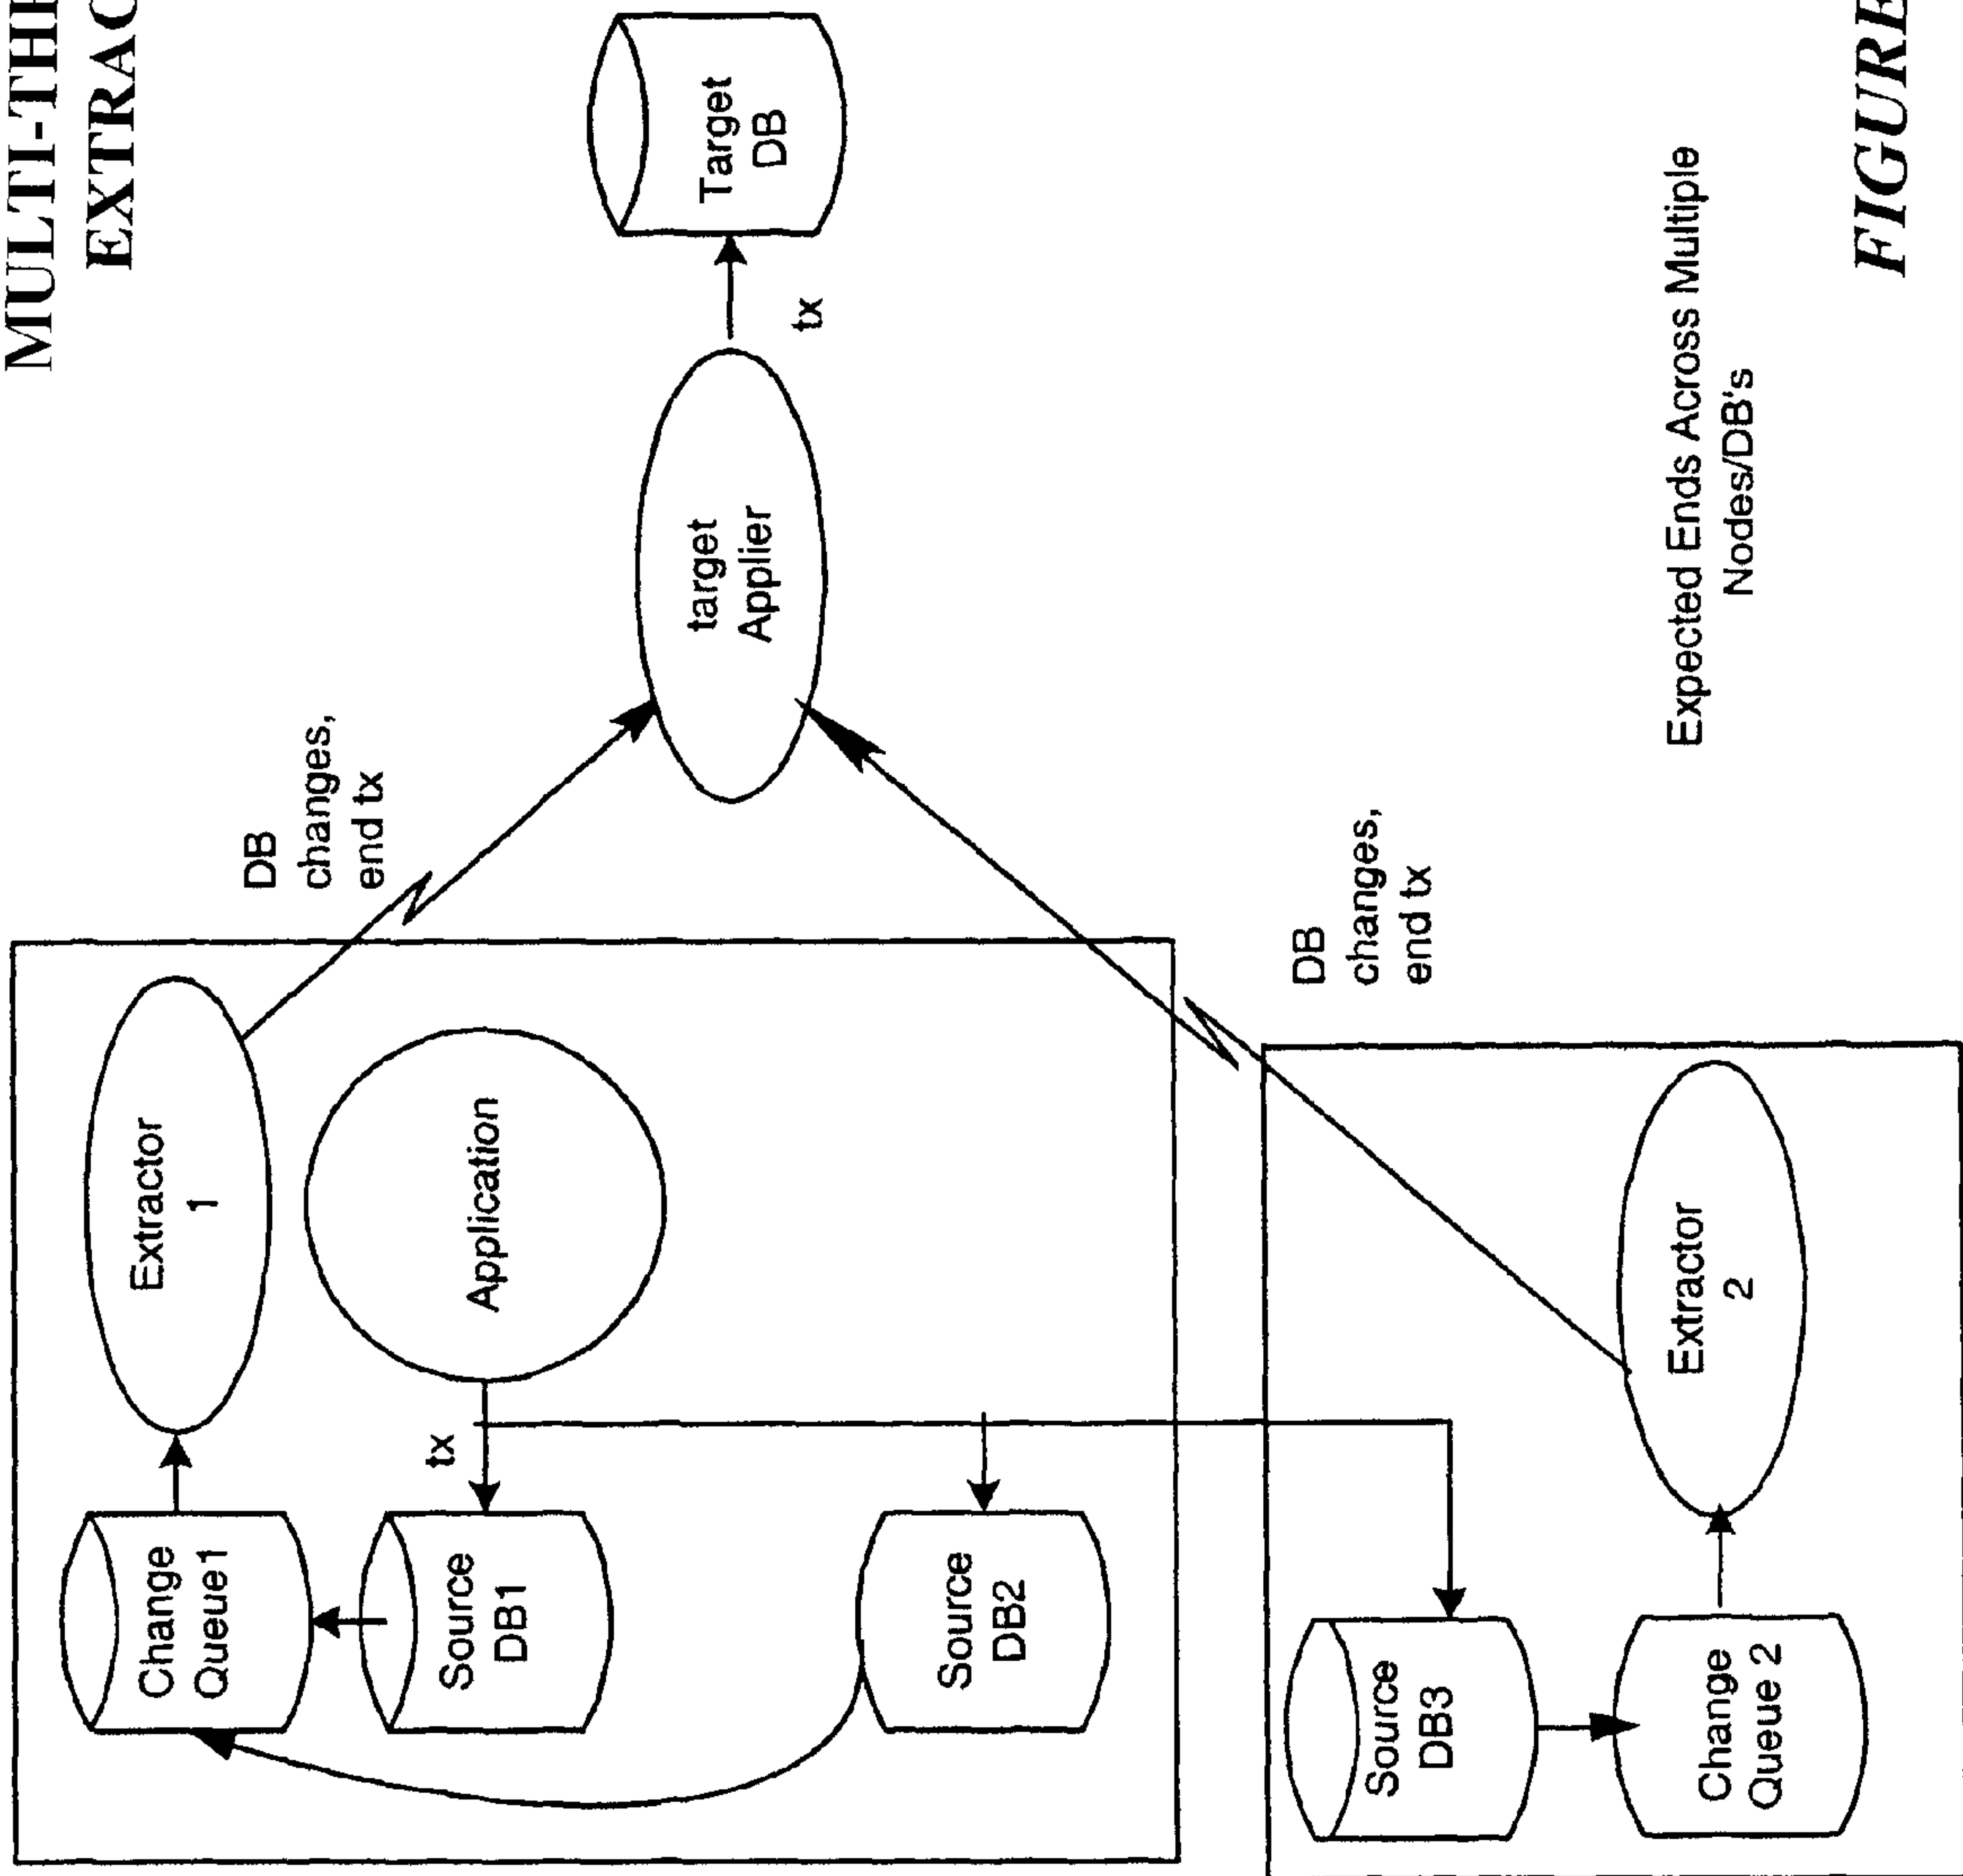 MULTI-THR
EXTRAC
Change
Queue1
Extractor
1
DB
changes,
end tx
tx
Source
DB1
Application
target
Applier
tx
Target
DB
Source
DB2
Source
DB3
DB
changes,
end tx
Change
Queue 2
Extractor
2
Expected Ends Across Multiple
Nodes/DB's
FIGURE